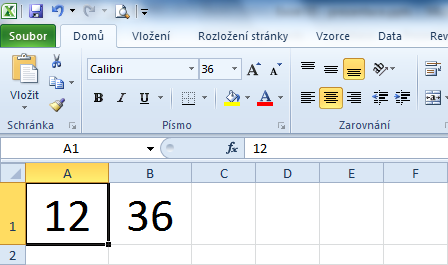 Soubor Domů Vložení Rozložení stránky Vzorce Data Rev
Calibri 36 A A
Vložit B I U A
Schránka Písmo Zarovnání
A1 fx 12
A B C D E F
1 12 36
2